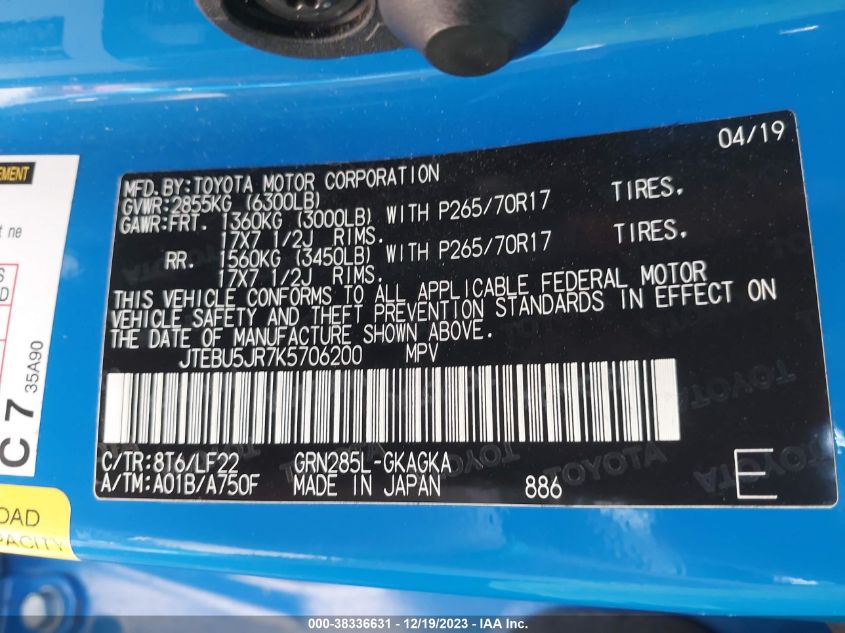 04/19
MFD. BY:TOYOTA MOTOR CORPORATION
GVWR:2855KG (6300LB)
GAWR:FRT. 1360KG (3000LB) WITH P265/70R17 TIRES.
17X7 1/2J RIMS.
RR. 1560KG (3450LB) WITH P265/70R17 TIRES.
17X7 1/2J RIMS.
THIS VEHICLE CONFORMS TO ALL APPLICABLE FEDERAL MOTOR
VEHICLE SAFETY AND THEFT PREVENTION STANDARDS IN EFFECT ON
THE DATE OF MANUFACTURE SHOWN ABOVE.
JTEBU5JR7K5706200 MPV
C/TR:8T6/LF22 GRN285L-GKAGKA
A/TM:A01B/A750F MADE IN JAPAN 886 E
t ne
S
D
C 7
35A90
OAD
PACITY
000-38336631 - 12/19/2023 - IAA Inc.